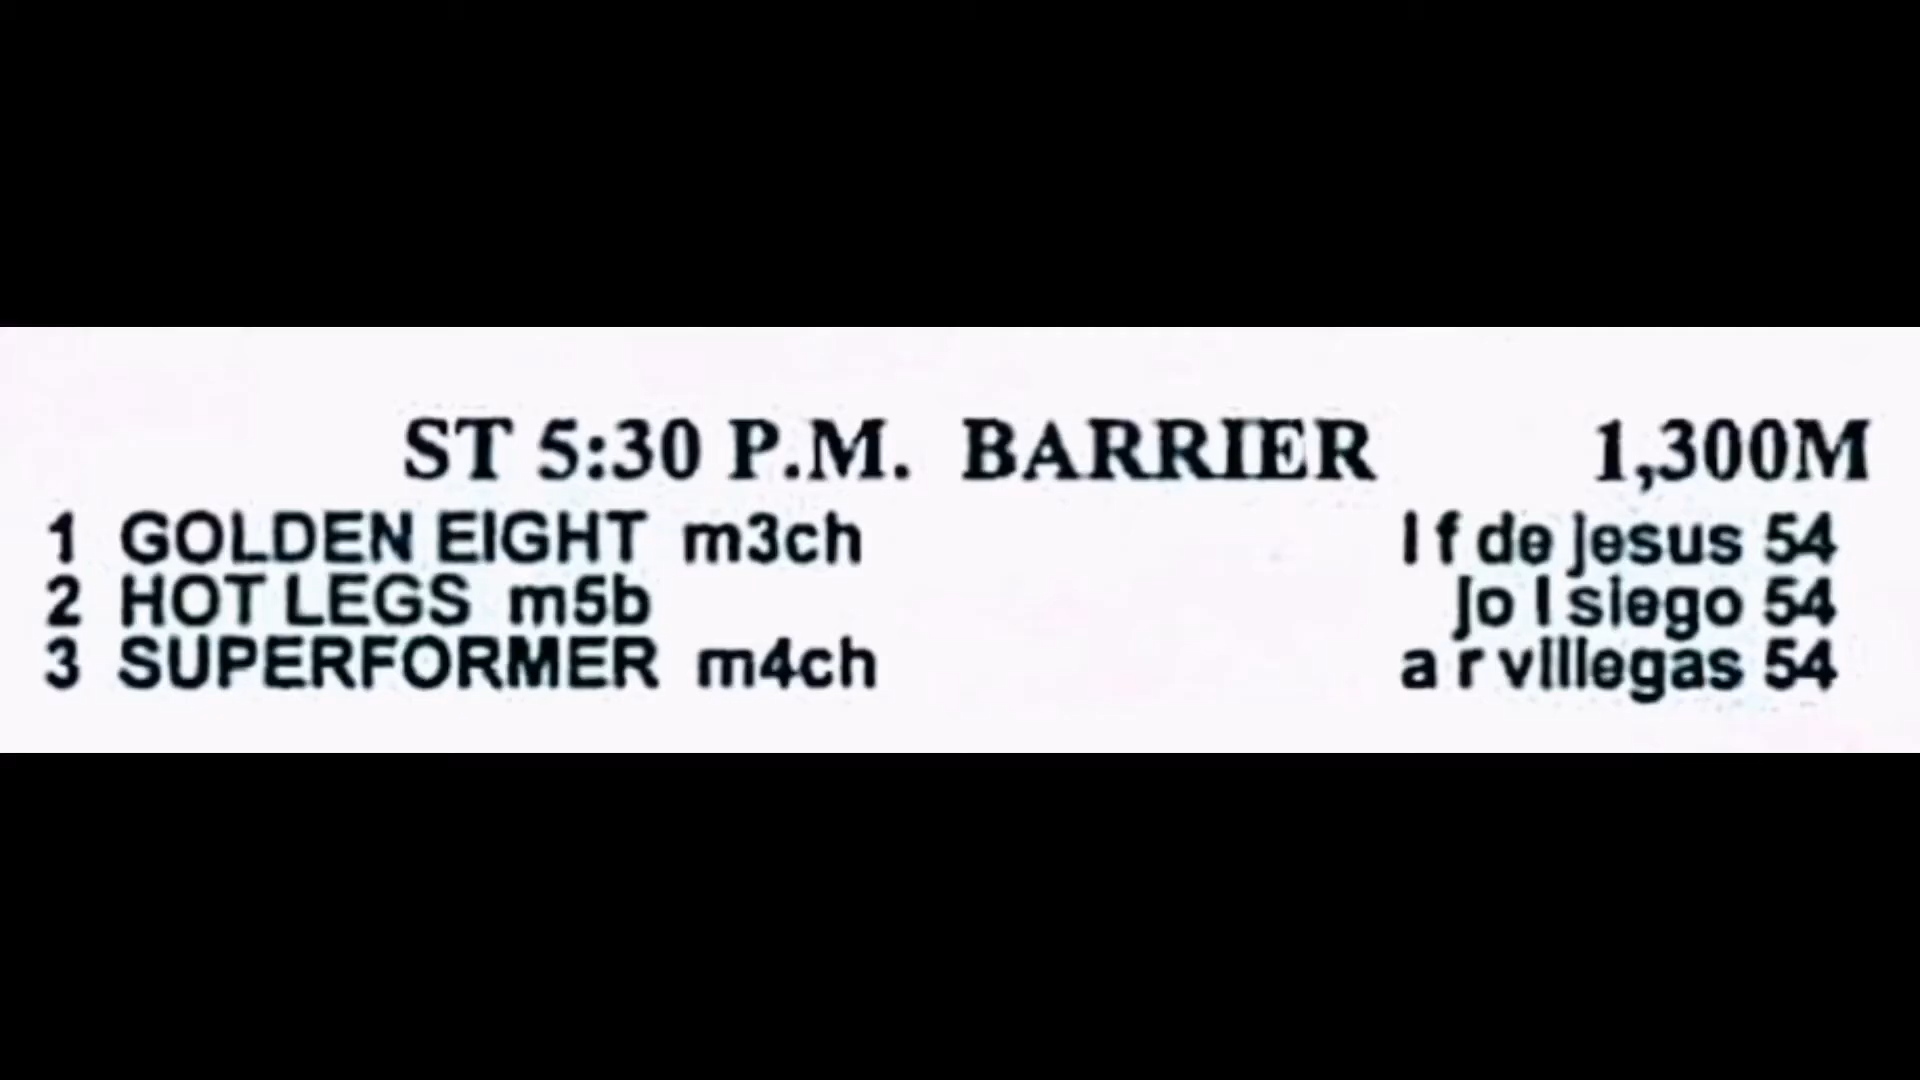 ST 5:30 P.M. BARRIER 1,300M
1 GOLDEN EIGHT m3ch l f de jesus 54
2 HOT LEGS m5b jo l siego 54
3 SUPERFORMER m4ch a r villegas 54